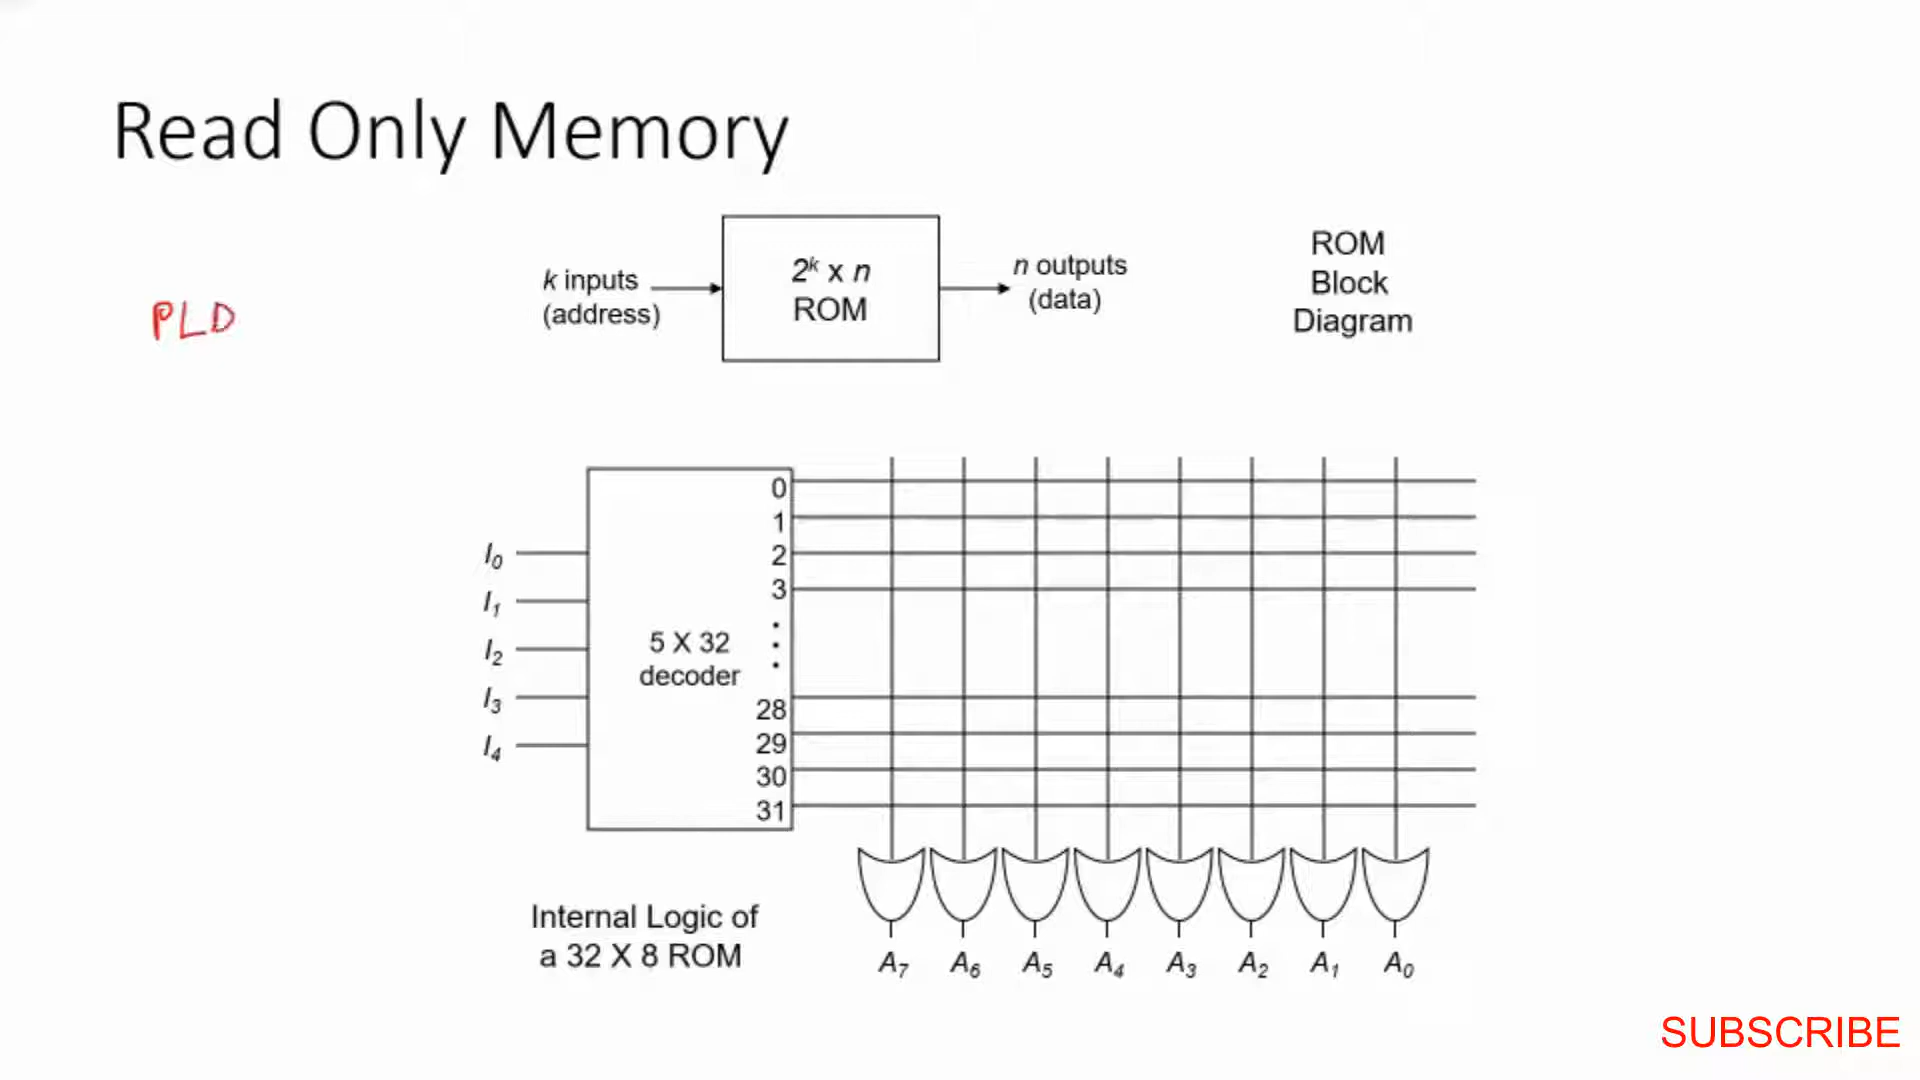 Read Only Memory
PLD
k inputs
(address)
2ᵏ x n
ROM
n outputs
(data)
ROM
Block
Diagram
I₀
I₁
I₂
I₃
I₄
5 X 32
decoder
0
1
2
3
28
29
30
31
Internal Logic of
a 32 X 8 ROM
A₇ A₆ A₅ A₄ A₃ A₂ A₁ A₀
SUBSCRIBE